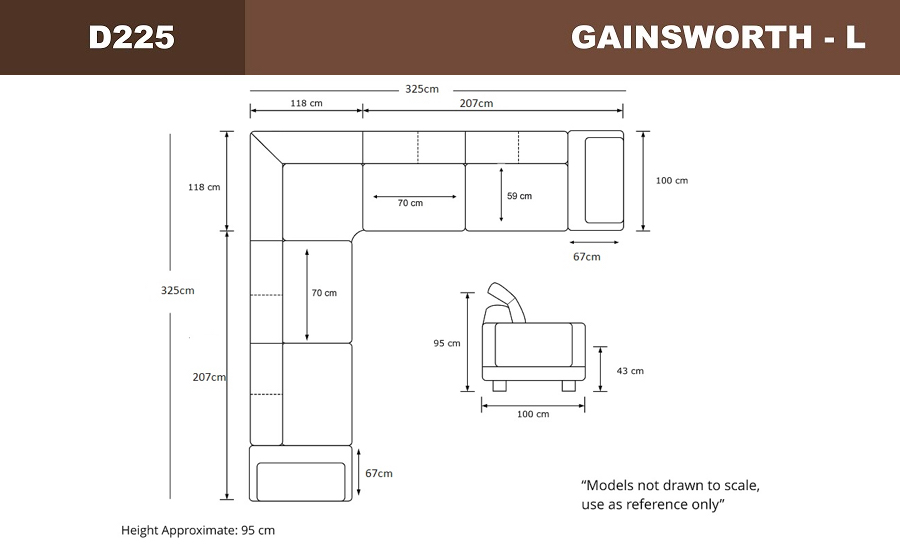 D225
GAINSWORTH - L
325cm
118 cm
207cm
118 cm
100 cm
70 cm
59 cm
67cm
325cm
70 cm
95 cm
43 cm
207cm
100 cm
67cm
“Models not drawn to scale,
use as reference only”
Height Approximate: 95 cm